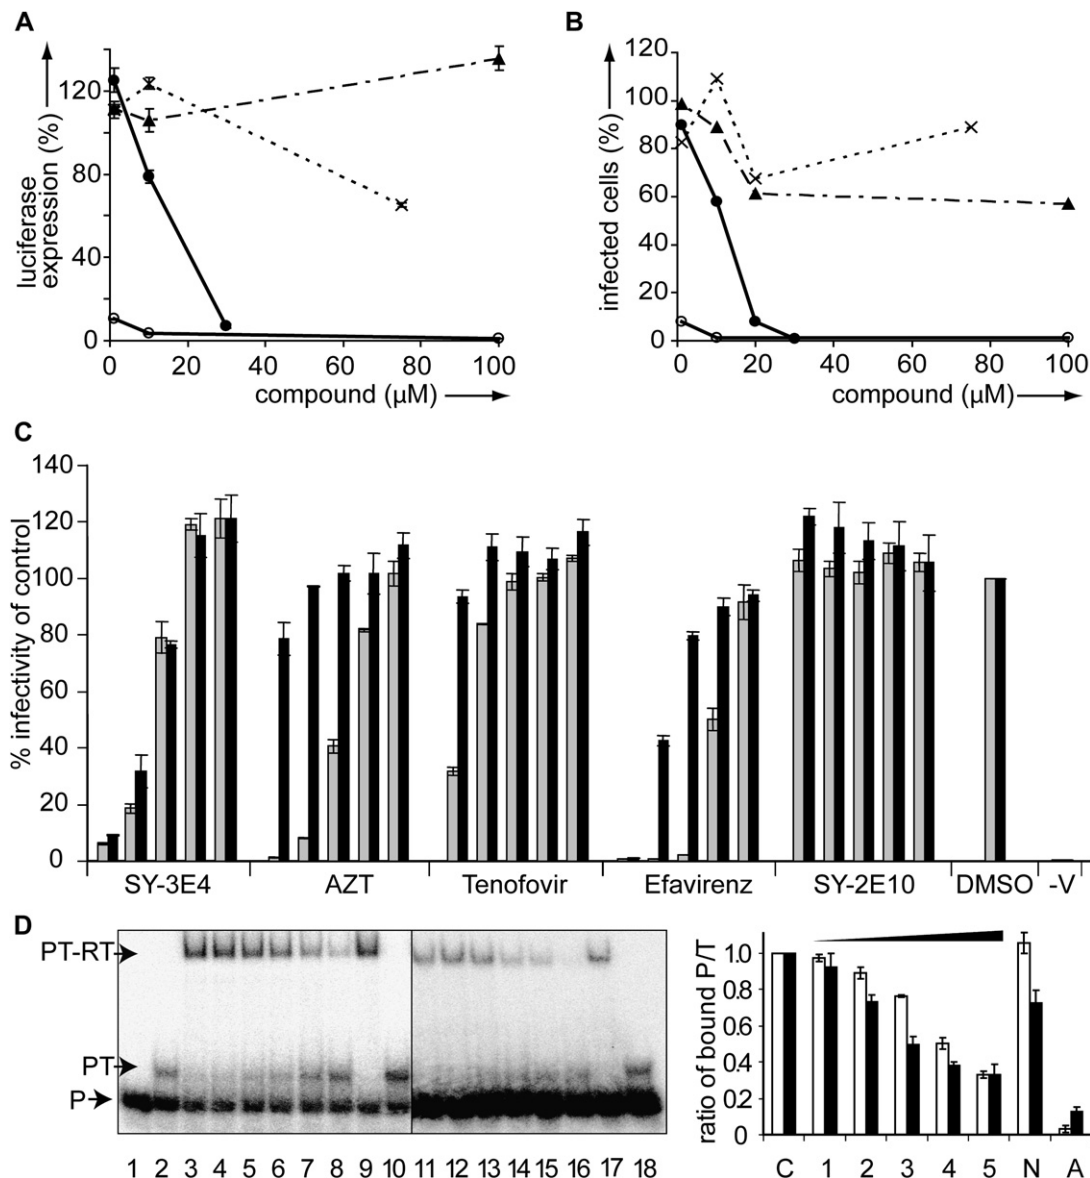 A
luciferase
expression (%)
120
80
40
0
0
20
40
60
80
100
compound (µM)
B
infected cells (%)
120
100
80
60
40
20
0
0
20
40
60
80
100
compound (µM)
C
% infectivity of control
140
120
100
80
60
40
20
0
SY-3E4
AZT
Tenofovir
Efavirenz
SY-2E10
DMSO
-V
D
PT-RT
PT
P
1 2 3 4 5 6 7 8 9 10 11 12 13 14 15 16 17 18
ratio of bound P/T
1.0
0.8
0.6
0.4
0.2
0
C 1 2 3 4 5 N A